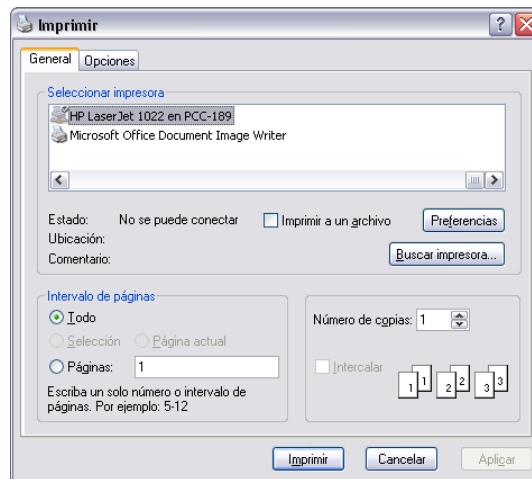 Imprimir
General Opciones
Seleccionar impresora
HP LaserJet 1022 en PCC-189
Microsoft Office Document Image Writer
Estado: No se puede conectar Imprimir a un archivo Preferencias
Ubicación:
Comentario: Buscar impresora...
Intervalo de páginas
Todo
Selección Página actual
Páginas: 1
Escriba un solo número o intervalo de
páginas. Por ejemplo: 5-12
Número de copias: 1
Intercalar
1 1 2 2 3 3
Imprimir Cancelar Aplicar